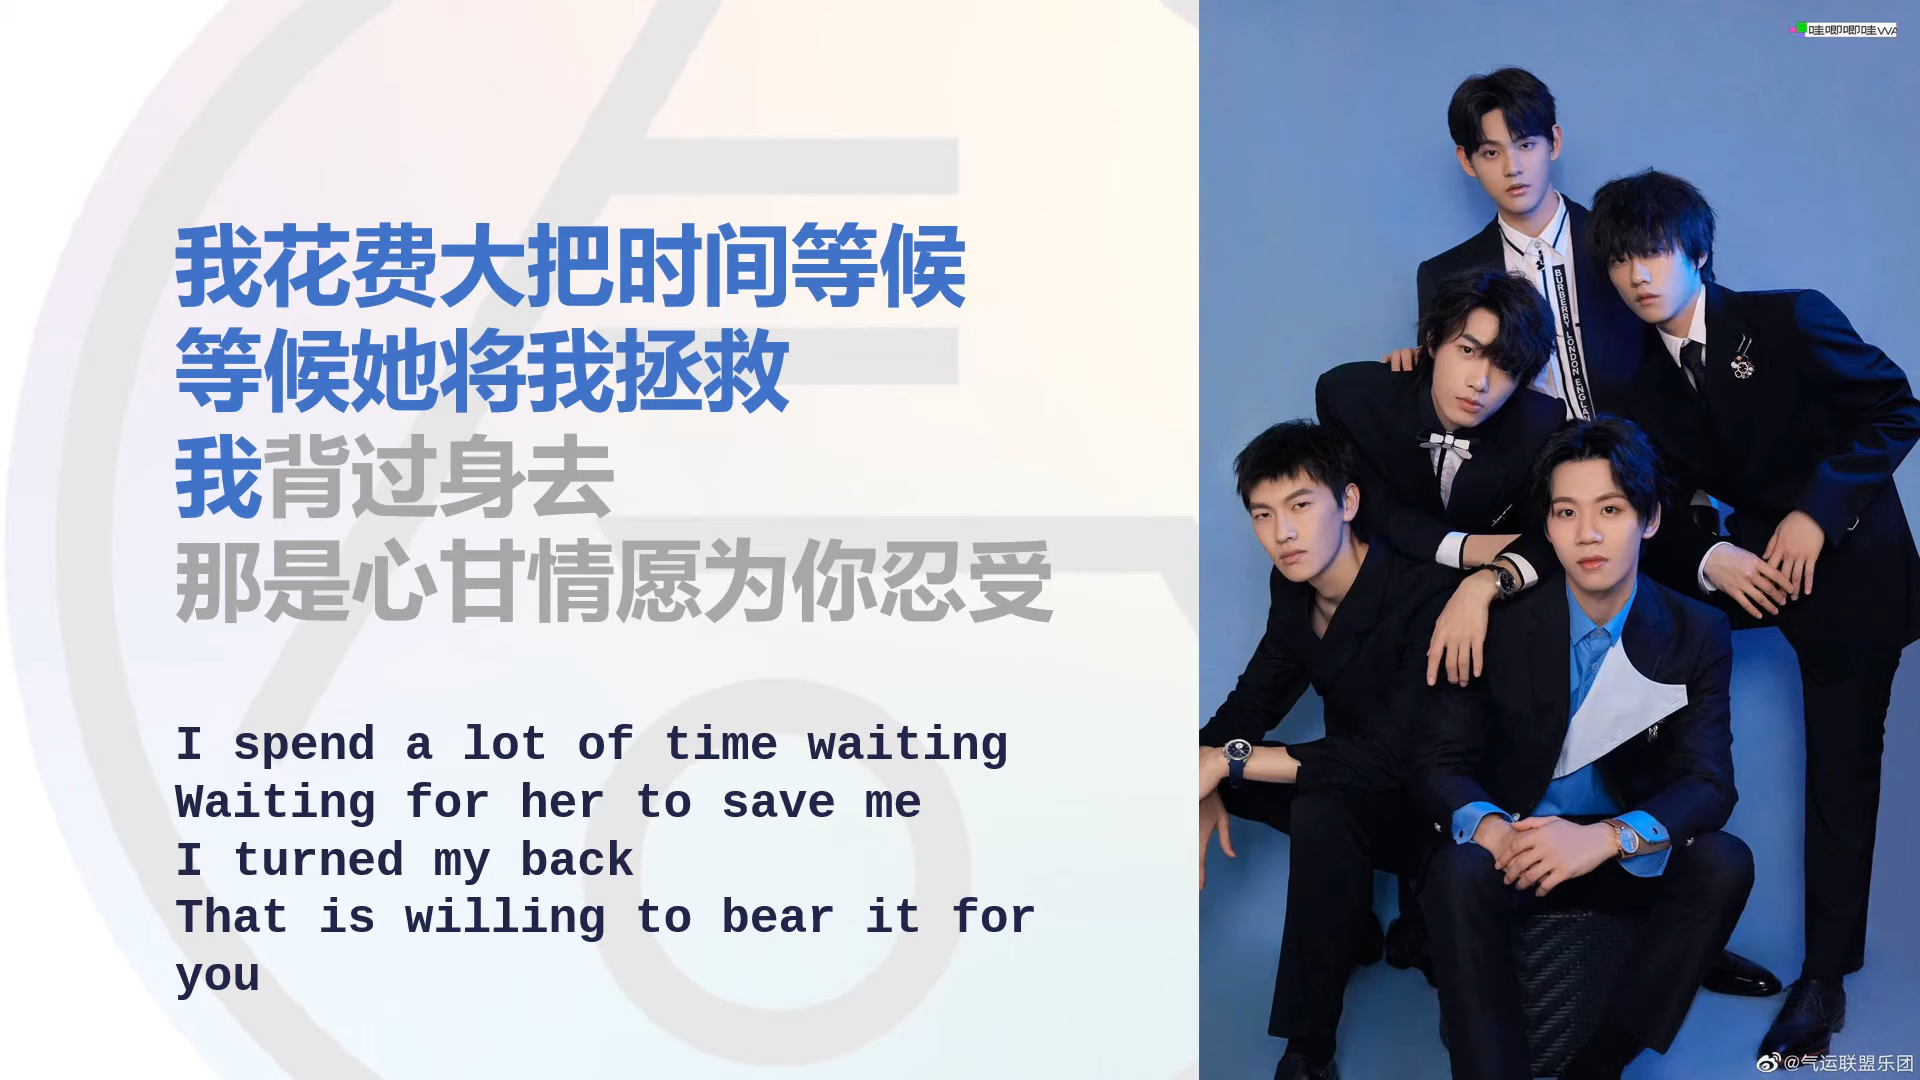 我花费大把时间等候
等候她将我拯救
我背过身去
那是心甘情愿为你忍受
I spend a lot of time waiting
Waiting for her to save me
I turned my back
That is willing to bear it for
you
哇唧唧哇WA
BURBERRY LONDON ENGLAN
@气运联盟乐团